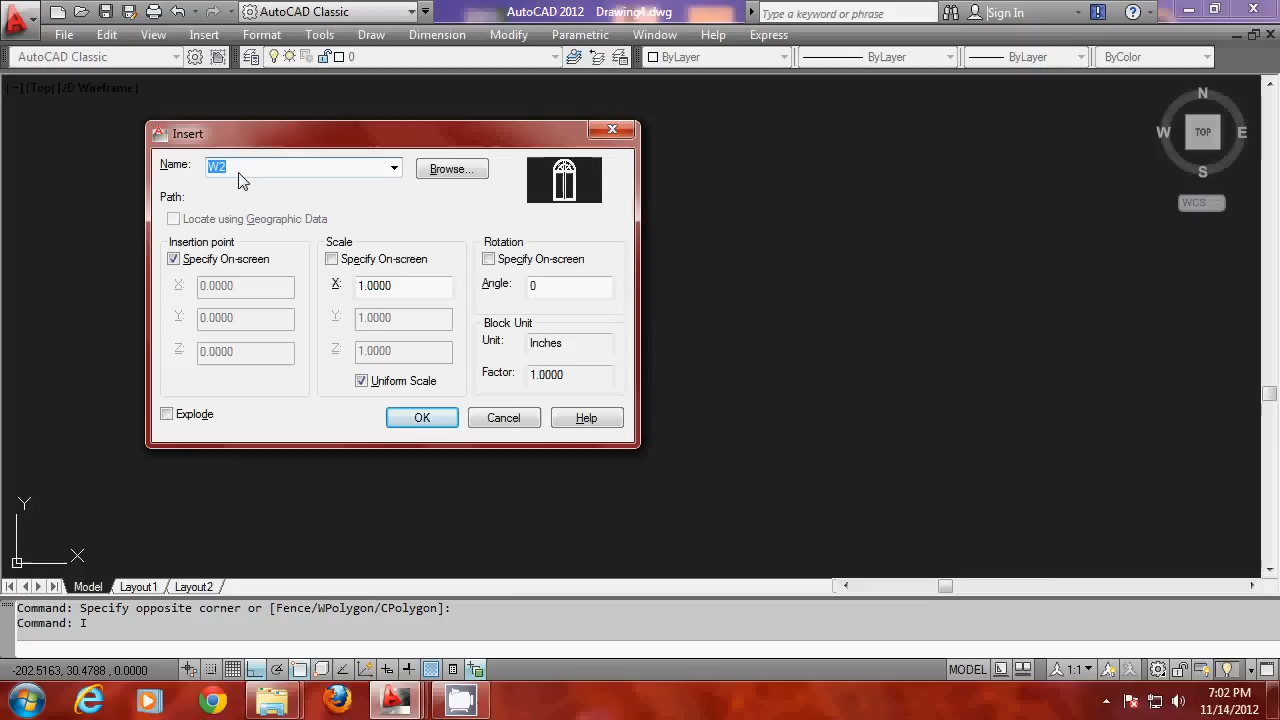 AutoCAD Classic
AutoCAD 2012 Drawing4.dwg
Type a keyword or phrase
Sign In
File Edit View Insert Format Tools Draw Dimension Modify Parametric Window Help Express
AutoCAD Classic
0
ByLayer
ByLayer
ByLayer
ByColor
[−] [Top] [2D Wireframe]
N
W TOP E
S
WCS
Insert
Name: W2 Browse...
Path:
Locate using Geographic Data
Insertion point
Specify On-screen
X: 0.0000
Y: 0.0000
Z: 0.0000
Scale
Specify On-screen
X: 1.0000
Y: 1.0000
Z: 1.0000
Uniform Scale
Rotation
Specify On-screen
Angle: 0
Block Unit
Unit: Inches
Factor: 1.0000
Explode
OK Cancel Help
Y
X
Model Layout1 Layout2
Command: Specify opposite corner or [Fence/WPolygon/CPolygon]:
Command: I
-202.5163, 30.4788, 0.0000
MODEL
1:1
7:02 PM
11/14/2012